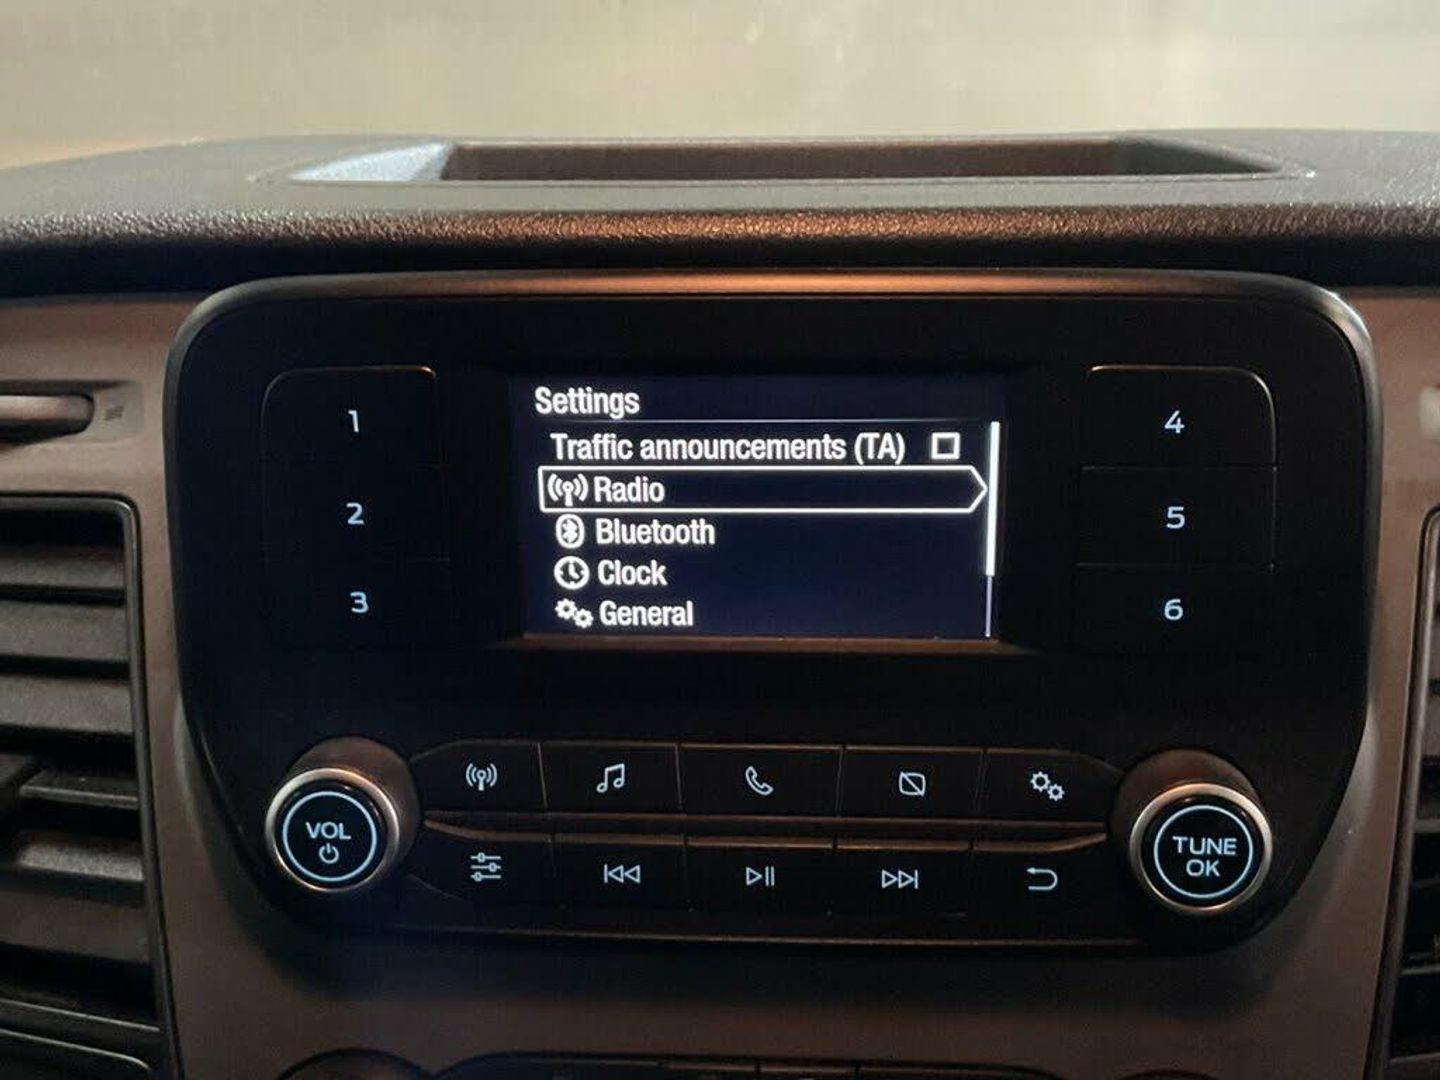 Settings
Traffic announcements (TA)
Radio
Bluetooth
Clock
General
1
2
3
4
5
6
VOL
TUNE
OK